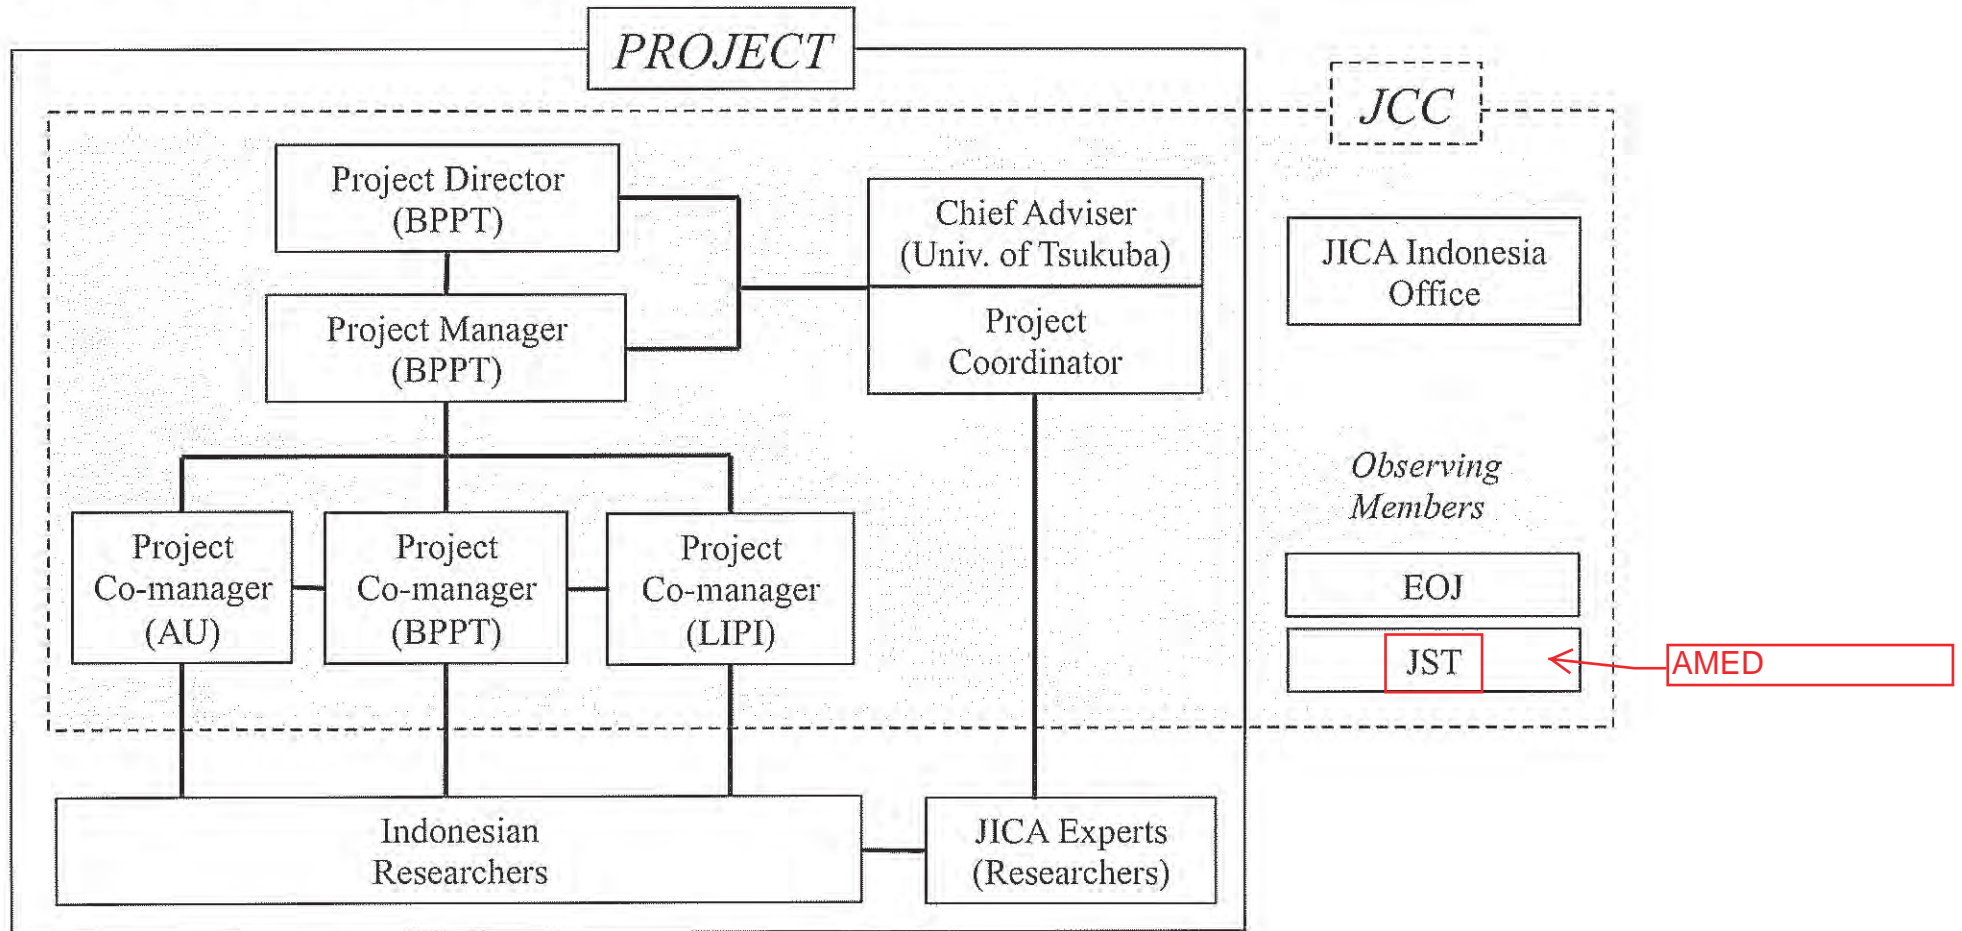 PROJECT
JCC
Project Director
(BPPT)
Chief Adviser
(Univ. of Tsukuba)
JICA Indonesia
Office
Project Manager
(BPPT)
Project
Coordinator
Observing
Members
Project
Co-manager
(AU)
Project
Co-manager
(BPPT)
Project
Co-manager
(LIPI)
EOJ
JST
AMED
Indonesian
Researchers
JICA Experts
(Researchers)